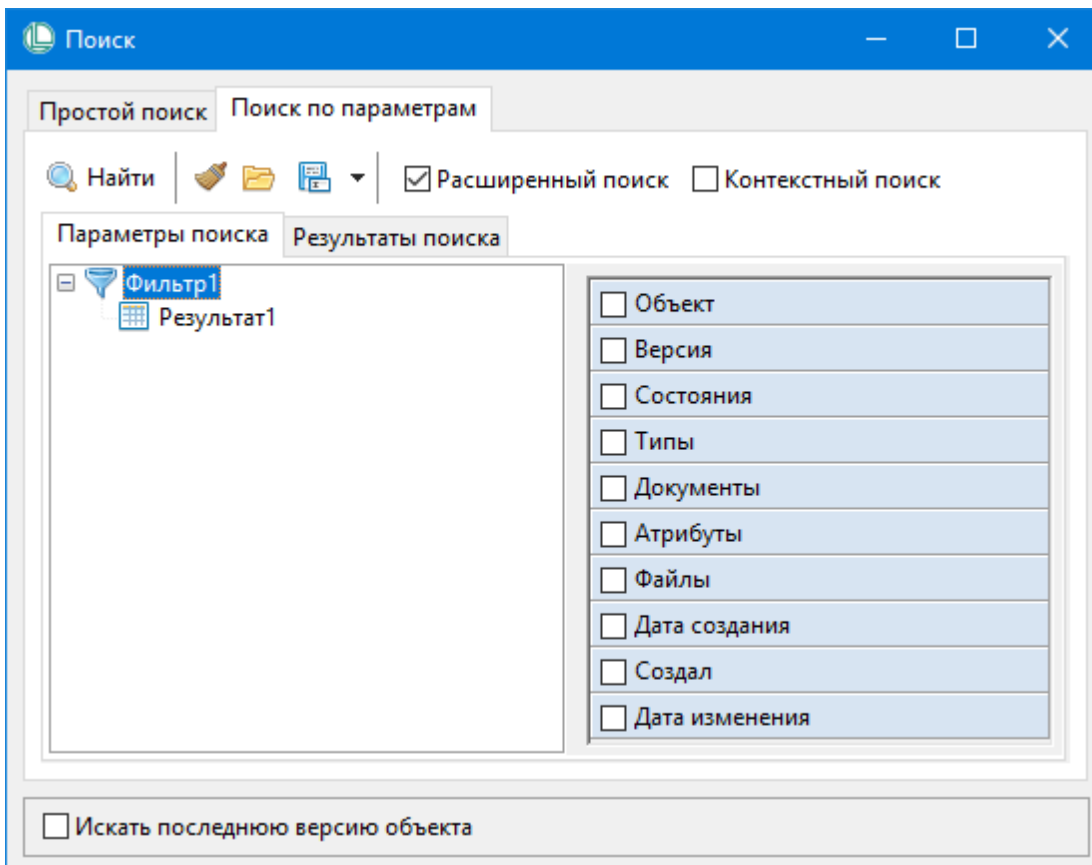 Поиск
Простой поиск Поиск по параметрам
Найти Расширенный поиск Контекстный поиск
Параметры поиска Результаты поиска
Фильтр1
Результат1
Объект
Версия
Состояния
Типы
Документы
Атрибуты
Файлы
Дата создания
Создал
Дата изменения
Искать последнюю версию объекта